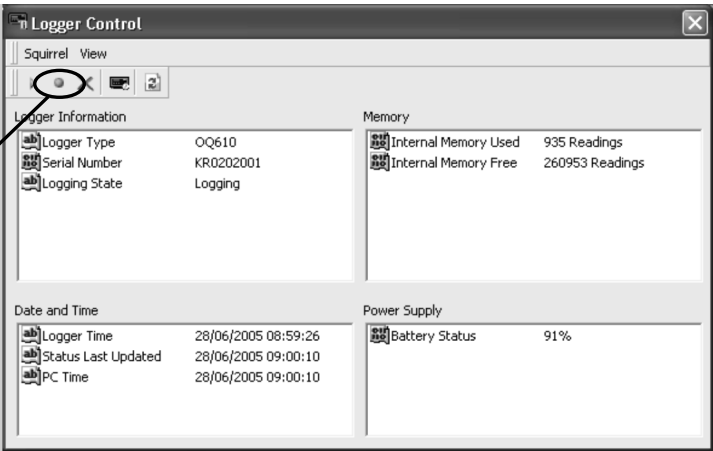 Logger Control
Squirrel View
Logger Information
Logger Type OQ610
Serial Number KR0202001
Logging State Logging
Memory
Internal Memory Used 935 Readings
Internal Memory Free 260953 Readings
Date and Time
Logger Time 28/06/2005 08:59:26
Status Last Updated 28/06/2005 09:00:10
PC Time 28/06/2005 09:00:10
Power Supply
Battery Status 91%